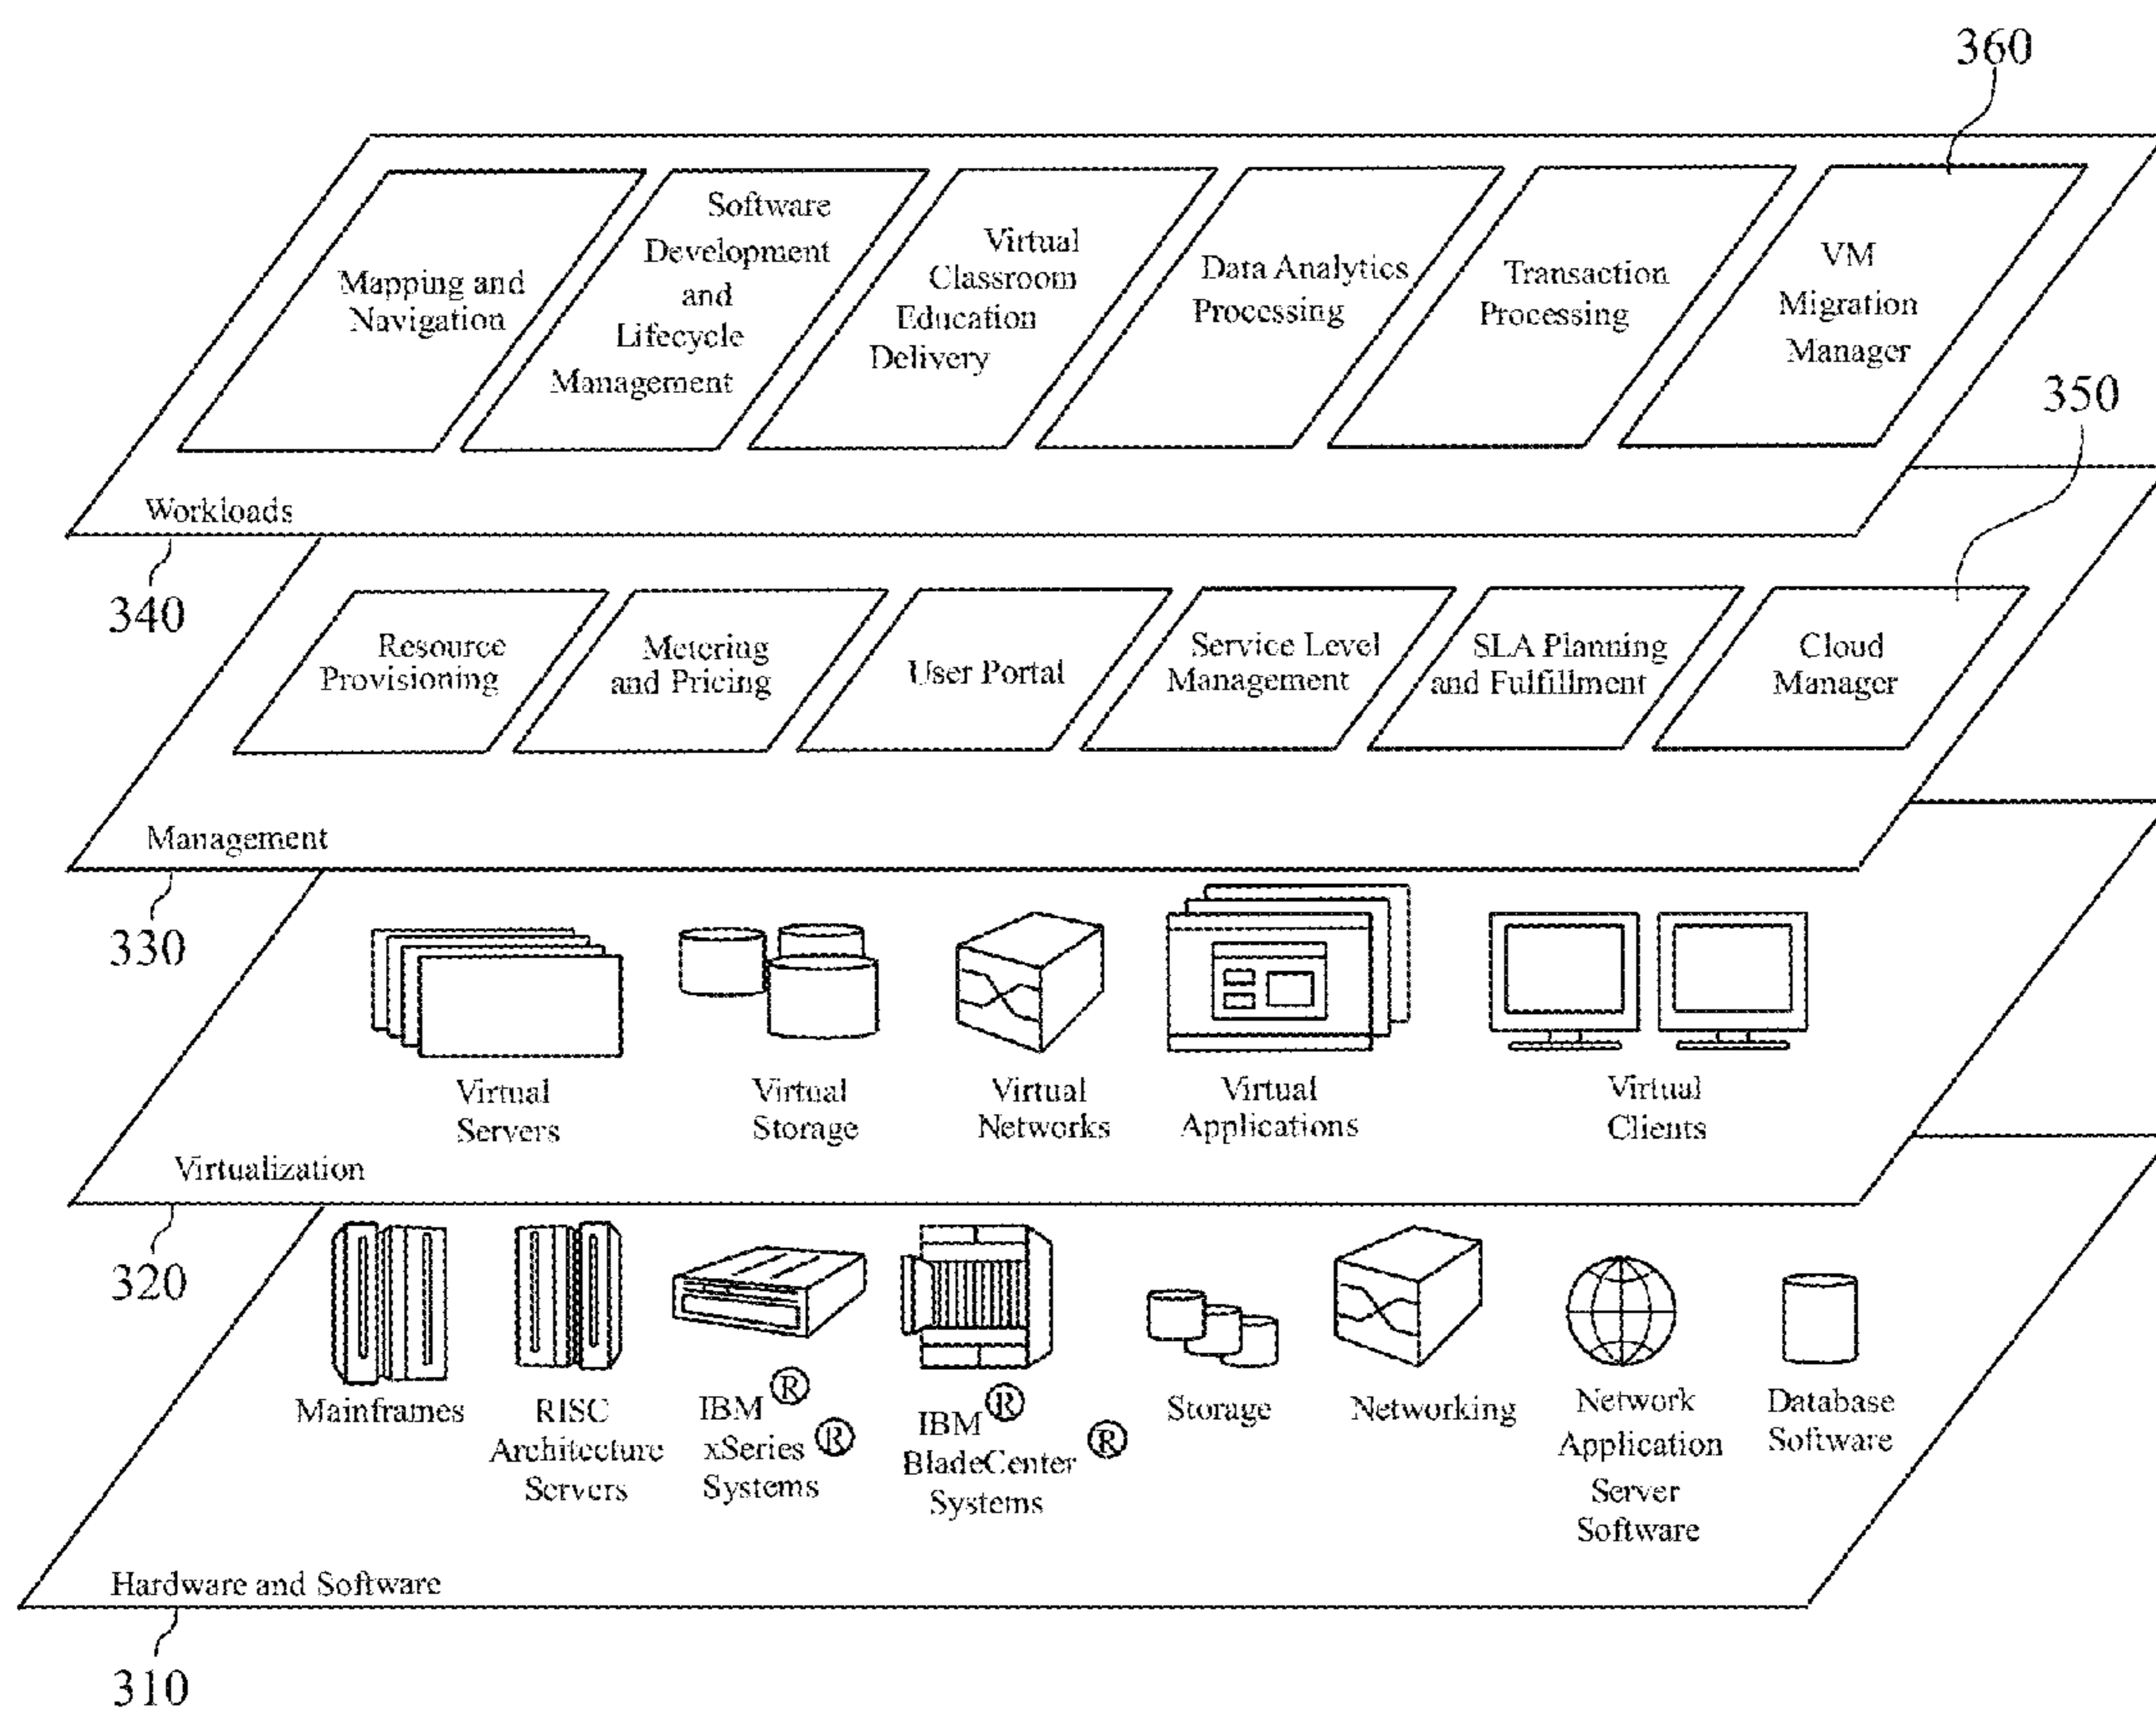 360
Mapping and
Navigation
Software
Development
and
Lifecycle
Management
Virtual
Classroom
Education
Delivery
Data Analytics
Processing
Transaction
Processing
VM
Migration
Manager
350
Workloads
340
Resource
Provisioning
Metering
and Pricing
User Portal
Service Level
Management
SLA Planning
and Fulfillment
Cloud
Manager
Management
330
Virtual
Servers
Virtual
Storage
Virtual
Networks
Virtual
Applications
Virtual
Clients
Virtualization
320
Mainframes
RISC
Architecture
Servers
IBM ®
xSeries ®
Systems
IBM ®
BladeCenter ®
Systems
Storage
Networking
Network
Application
Server
Software
Database
Software
Hardware and Software
310